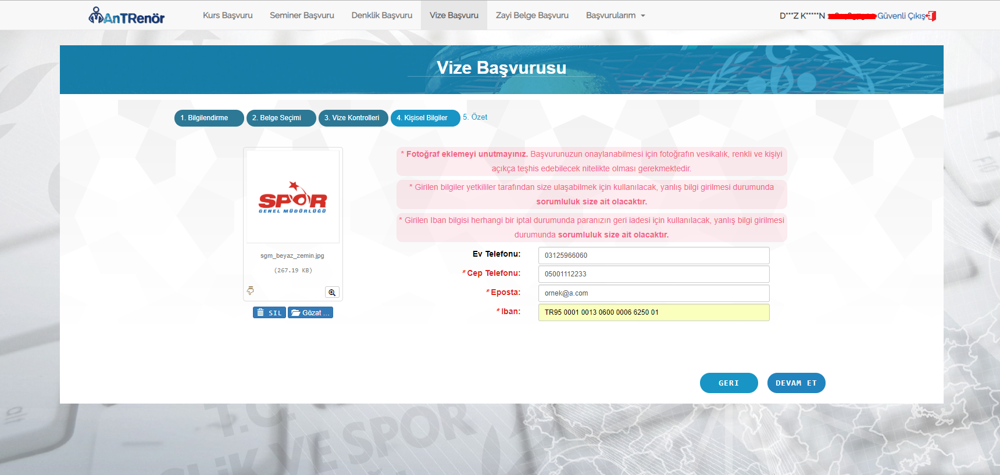 AnTRenör
Kurs Başvuru Seminer Başvuru Denklik Başvuru Vize Başvuru Zayi Belge Başvuru Başvurularım
D***Z K*****N Güvenli Çıkış
Vize Başvurusu
1. Bilgilendirme 2. Belge Seçimi 3. Vize Kontrolleri 4. Kişisel Bilgiler 5. Özet
SPOR
GENEL MÜDÜRLÜĞÜ
sgm_beyaz_zemin.jpg
(267.19 KB)
SIL Gözat ...
* Fotoğraf eklemeyi unutmayınız. Başvurunuzun onaylanabilmesi için fotoğrafın vesikalık, renkli ve kişiyi
açıkça teşhis edebilecek nitelikte olması gerekmektedir.
* Girilen bilgiler yetkililer tarafından size ulaşabilmek için kullanılacak, yanlış bilgi girilmesi durumunda
sorumluluk size ait olacaktır.
* Girilen Iban bilgisi herhangi bir iptal durumunda paranızın geri iadesi için kullanılacak, yanlış bilgi girilmesi
durumunda sorumluluk size ait olacaktır.
Ev Telefonu: 03125966060
*Cep Telefonu: 05001112233
*Eposta: ornek@a.com
*Iban: TR95 0001 0013 0600 0006 6250 01
GERI DEVAM ET
T.C.
VE SPOR